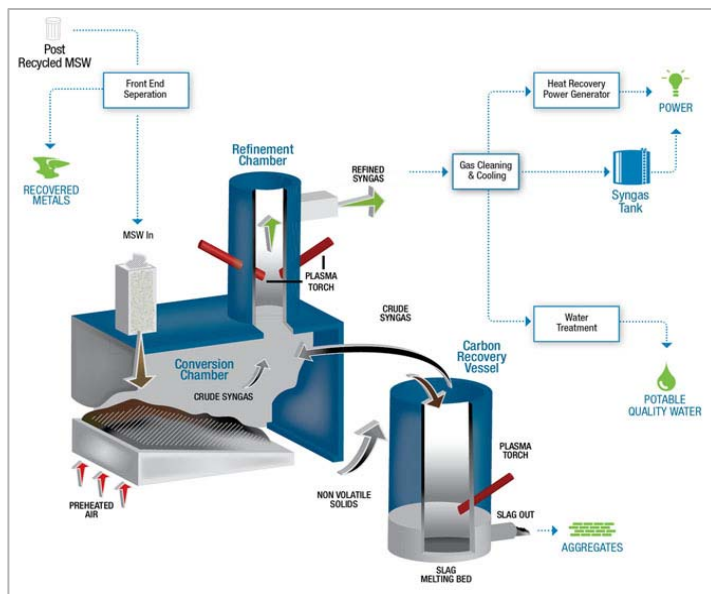 Post
Recycled MSW
Front End
Seperation
RECOVERED
METALS
MSW In
Refinement
Chamber
REFINED
SYNGAS
PLASMA
TORCH
Gas Cleaning
& Cooling
Heat Recovery
Power Generator
POWER
Syngas
Tank
Water
Treatment
POTABLE
QUALITY WATER
Conversion
Chamber
CRUDE SYNGAS
CRUDE
SYNGAS
Carbon
Recovery
Vessel
PREHEATED
AIR
NON VOLATILE
SOLIDS
PLASMA
TORCH
SLAG OUT
AGGREGATES
SLAG
MELTING BED